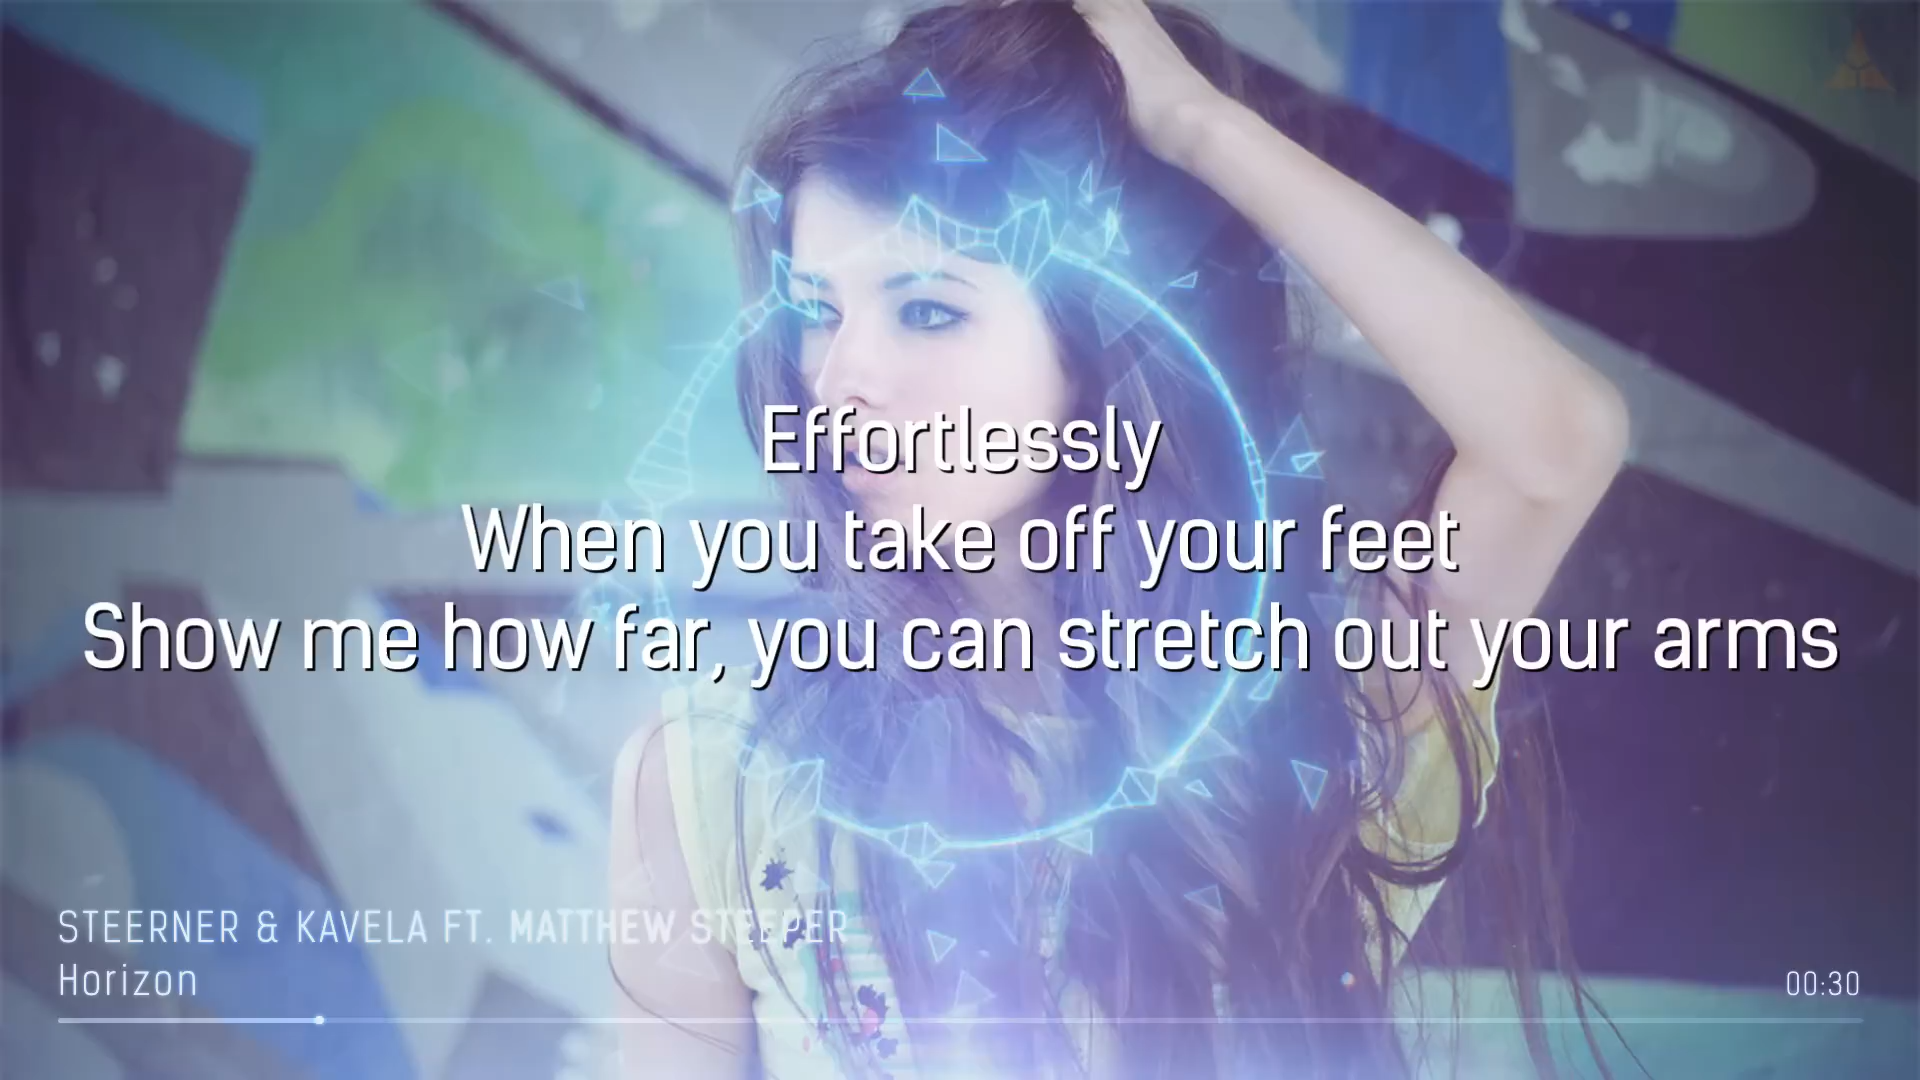 Effortlessly
When you take off your feet
Show me how far, you can stretch out your arms
STEERNER & KAVELA FT. MATTHEW STEEPER
Horizon
00:30